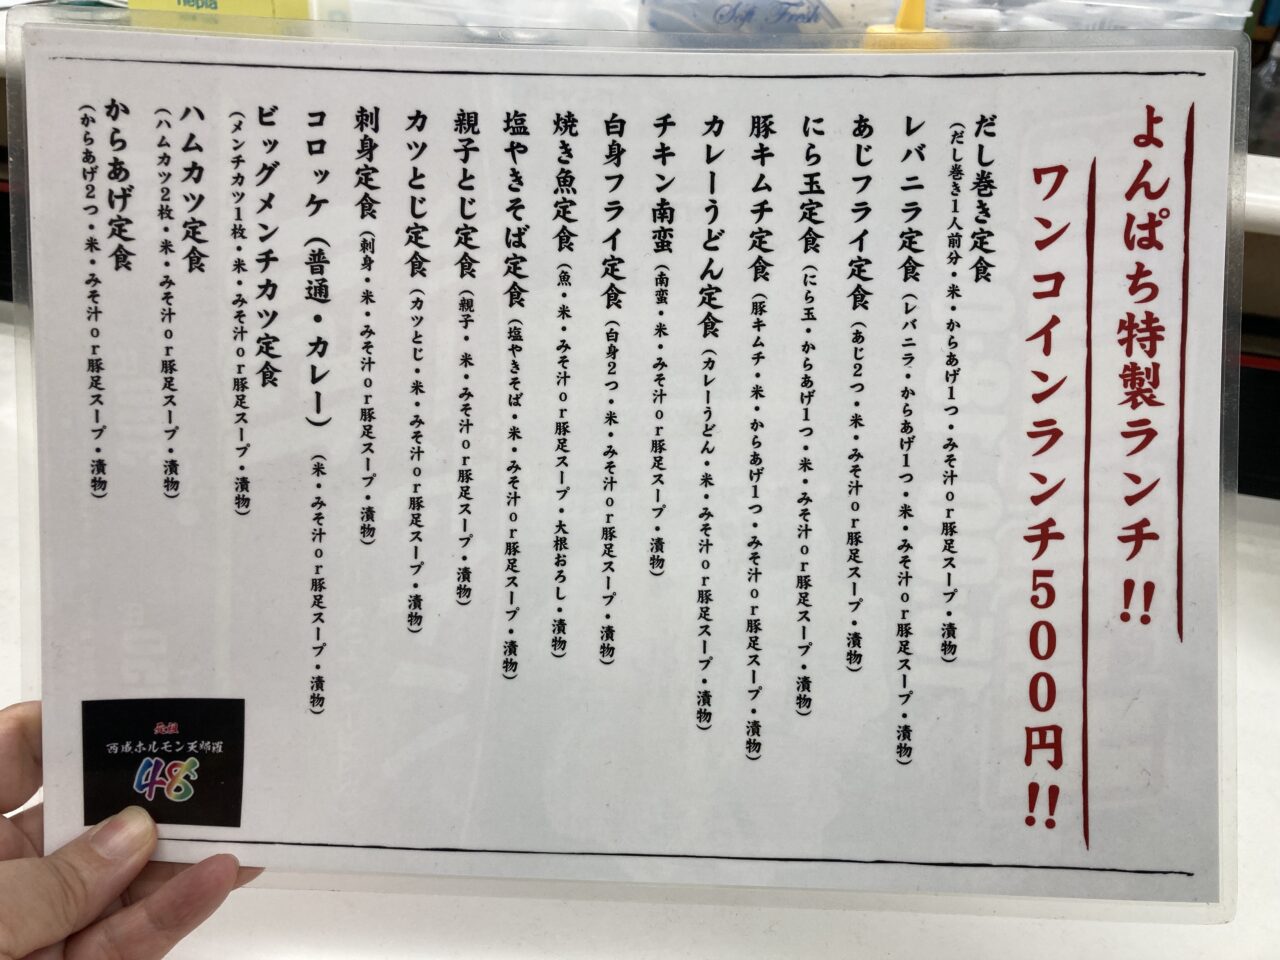 よんぱち特製ランチ!!
ワンコインランチ500円!!
だし巻き定食
(だし巻き1人前分・米・からあげ1つ・みそ汁or豚足スープ・漬物)
レバニラ定食(レバニラ・からあげ1つ・米・みそ汁or豚足スープ・漬物)
あじフライ定食(あじ2つ・米・みそ汁or豚足スープ・漬物)
にら玉定食(にら玉・からあげ1つ・米・みそ汁or豚足スープ・漬物)
豚キムチ定食(豚キムチ・米・からあげ1つ・みそ汁or豚足スープ・漬物)
カレーうどん定食(カレーうどん・米・みそ汁or豚足スープ・漬物)
チキン南蛮(南蛮・米・みそ汁or豚足スープ・漬物)
白身フライ定食(白身2つ・米・みそ汁or豚足スープ・漬物)
焼き魚定食(魚・米・みそ汁or豚足スープ・大根おろし・漬物)
塩やきそば定食(塩やきそば・米・みそ汁or豚足スープ・漬物)
親子とじ定食(親子・米・みそ汁or豚足スープ・漬物)
カツとじ定食(カツとじ・米・みそ汁or豚足スープ・漬物)
刺身定食(刺身・米・みそ汁or豚足スープ・漬物)
コロッケ(普通・カレー)(米・みそ汁or豚足スープ・漬物)
ビッグメンチカツ定食
(メンチカツ1枚・米・みそ汁or豚足スープ・漬物)
ハムカツ定食
(ハムカツ2枚・米・みそ汁or豚足スープ・漬物)
からあげ定食
(からあげ2つ・米・みそ汁or豚足スープ・漬物)
元祖
西成ホルモン天婦羅
48
nepia
Soft Fresh